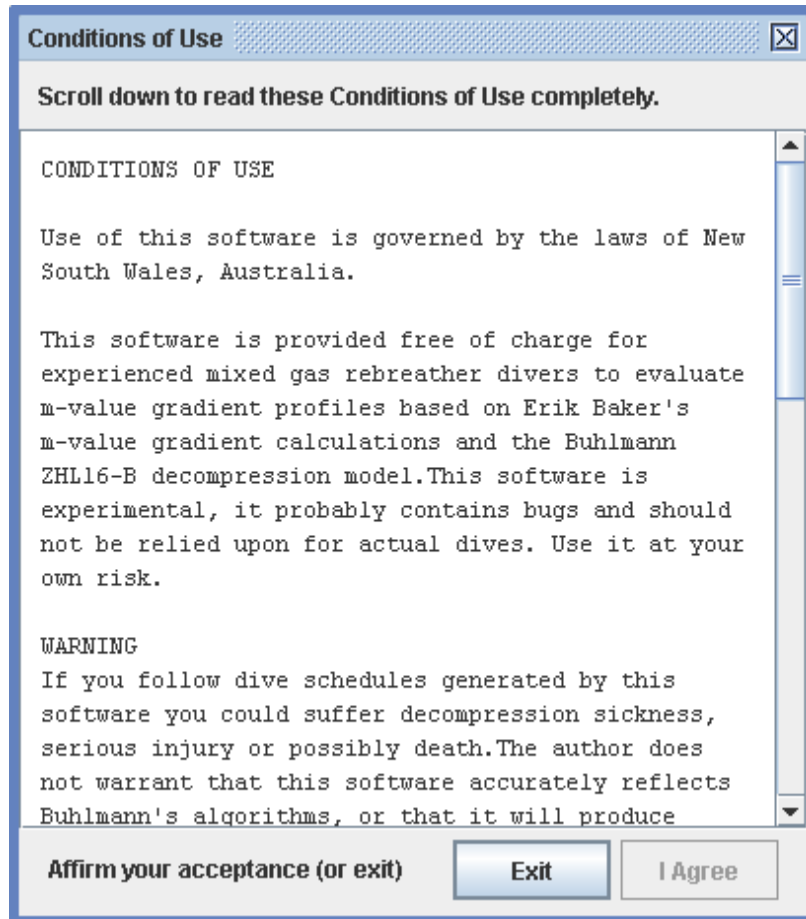 Conditions of Use
Scroll down to read these Conditions of Use completely.
CONDITIONS OF USE
Use of this software is governed by the laws of New
South Wales, Australia.
This software is provided free of charge for
experienced mixed gas rebreather divers to evaluate
m-value gradient profiles based on Erik Baker's
m-value gradient calculations and the Buhlmann
ZHL16-B decompression model.This software is
experimental, it probably contains bugs and should
not be relied upon for actual dives. Use it at your
own risk.
WARNING
If you follow dive schedules generated by this
software you could suffer decompression sickness,
serious injury or possibly death.The author does
not warrant that this software accurately reflects
Buhlmann's algorithms, or that it will produce
Affirm your acceptance (or exit)
Exit
I Agree